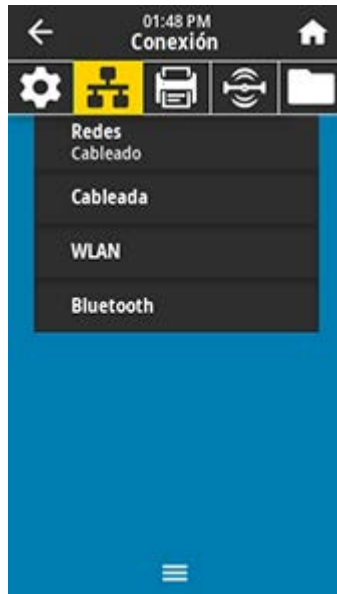 01:48 PM
Conexión
Redes
Cableado
Cableada
WLAN
Bluetooth